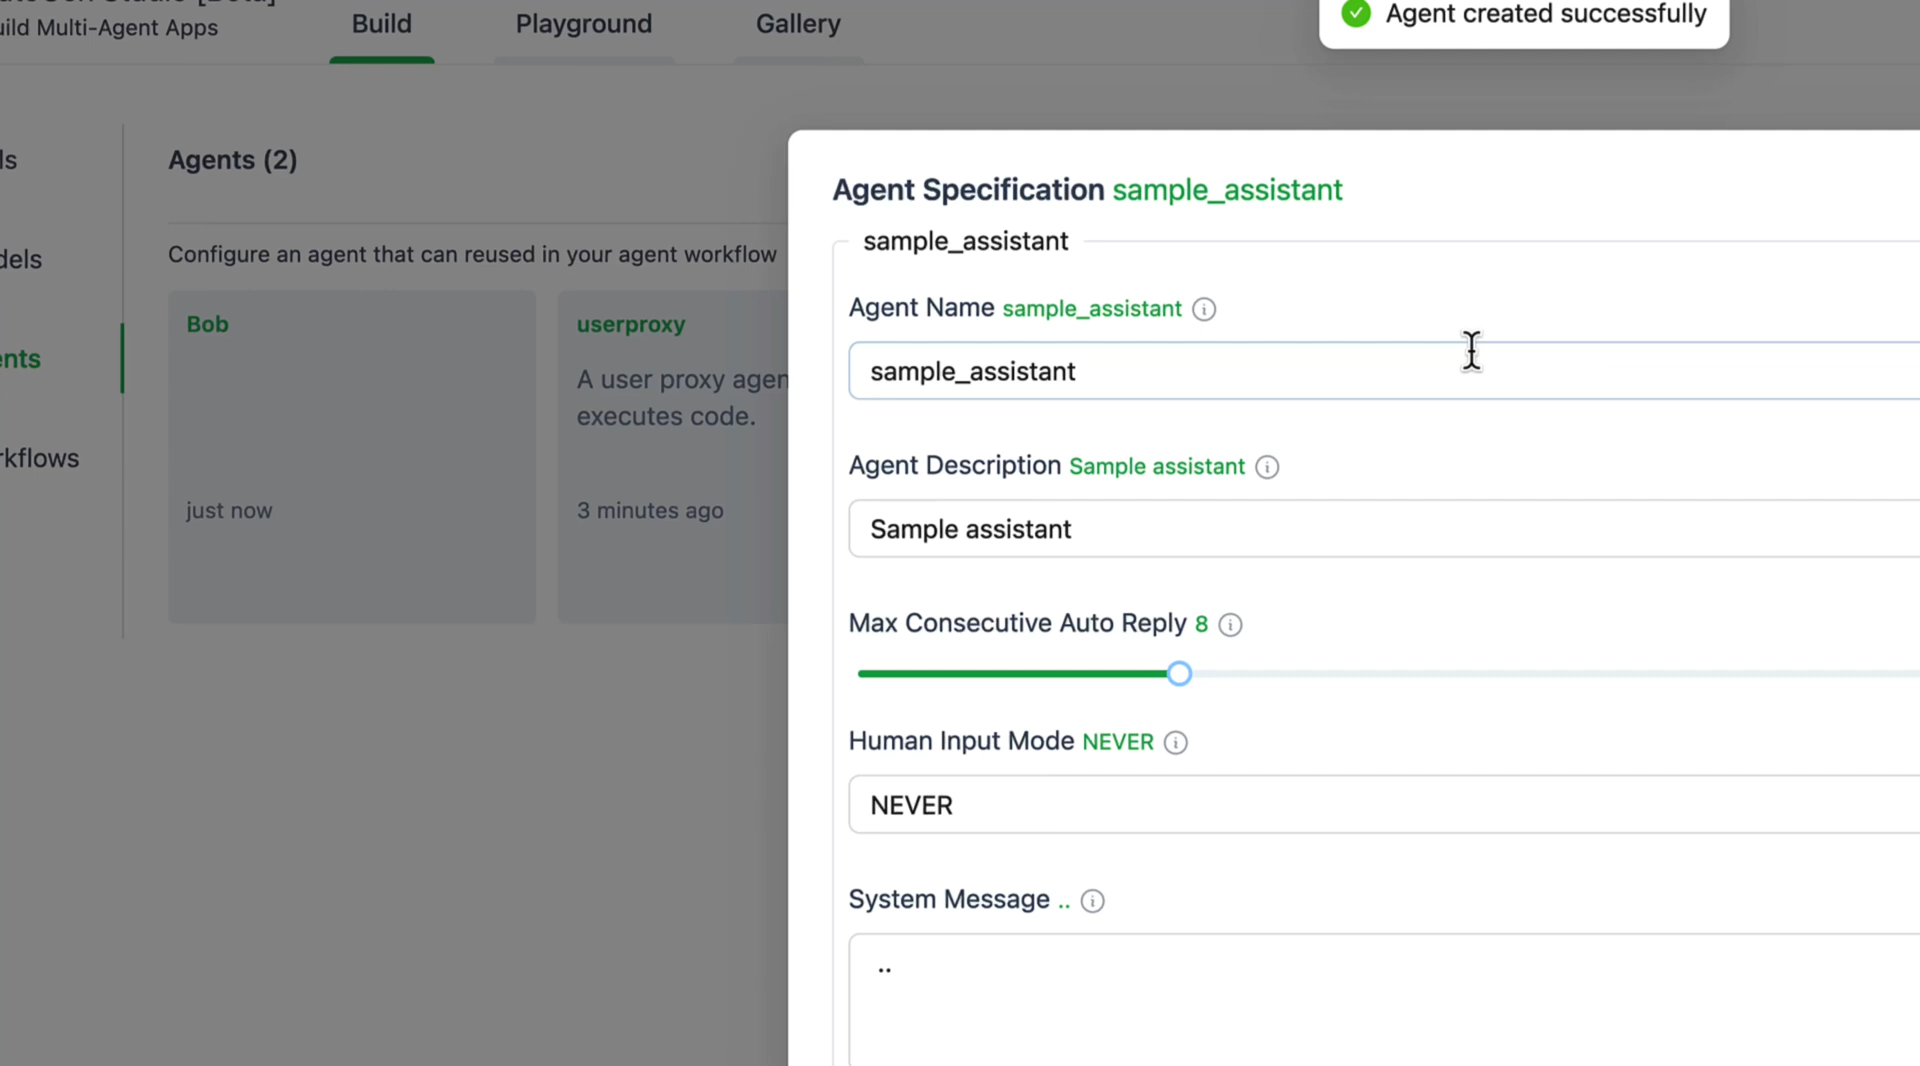 [Beta]
Build Multi-Agent Apps
Build
Playground
Gallery
Agent created successfully
Agents (2)
Configure an agent that can reused in your agent workflow
Bob
just now
userproxy
A user proxy agen
executes code.
3 minutes ago
ls
dels
ents
rkflows
Agent Specification sample_assistant
sample_assistant
Agent Name sample_assistant
sample_assistant
Agent Description Sample assistant
Sample assistant
Max Consecutive Auto Reply 8
Human Input Mode NEVER
NEVER
System Message ..
..